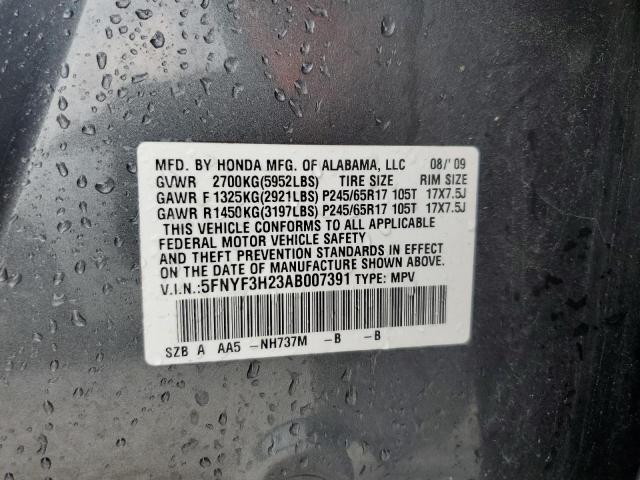 MFD. BY HONDA MFG. OF ALABAMA, LLC 08/'09
GVWR 2700KG(5952LBS) TIRE SIZE RIM SIZE
GAWR F 1325KG(2921LBS) P245/65R17 105T 17X7.5J
GAWR R1450KG(3197LBS) P245/65R17 105T 17X7.5J
THIS VEHICLE CONFORMS TO ALL APPLICABLE
FEDERAL MOTOR VEHICLE SAFETY
AND THEFT PREVENTION STANDARDS IN EFFECT
ON THE DATE OF MANUFACTURE SHOWN ABOVE.
V.I.N.:5FNYF3H23AB007391 TYPE: MPV
SZB A AA5 -NH737M -B -B